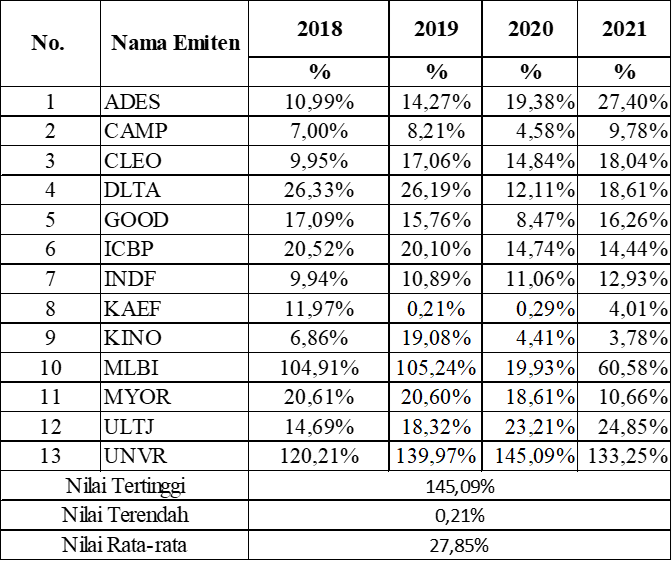 No. Nama Emiten 2018 2019 2020 2021
% % % %
1 ADES 10,99% 14,27% 19,38% 27,40%
2 CAMP 7,00% 8,21% 4,58% 9,78%
3 CLEO 9,95% 17,06% 14,84% 18,04%
4 DLTA 26,33% 26,19% 12,11% 18,61%
5 GOOD 17,09% 15,76% 8,47% 16,26%
6 ICBP 20,52% 20,10% 14,74% 14,44%
7 INDF 9,94% 10,89% 11,06% 12,93%
8 KAEF 11,97% 0,21% 0,29% 4,01%
9 KINO 6,86% 19,08% 4,41% 3,78%
10 MLBI 104,91% 105,24% 19,93% 60,58%
11 MYOR 20,61% 20,60% 18,61% 10,66%
12 ULTJ 14,69% 18,32% 23,21% 24,85%
13 UNVR 120,21% 139,97% 145,09% 133,25%
Nilai Tertinggi 145,09%
Nilai Terendah 0,21%
Nilai Rata-rata 27,85%